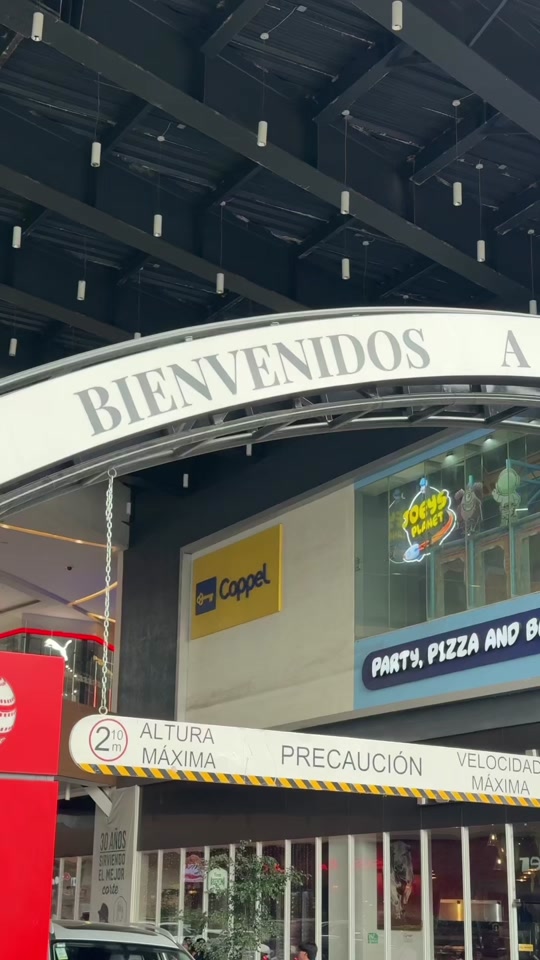 BIENVENIDOS A
JOEY'S
PLANET
Coppel
PARTY, PIZZA AND B
2.10 m
ALTURA
MÁXIMA
PRECAUCIÓN
VELOCIDAD
MÁXIMA
30 AÑOS
SIRVIENDO
EL MEJOR
corte